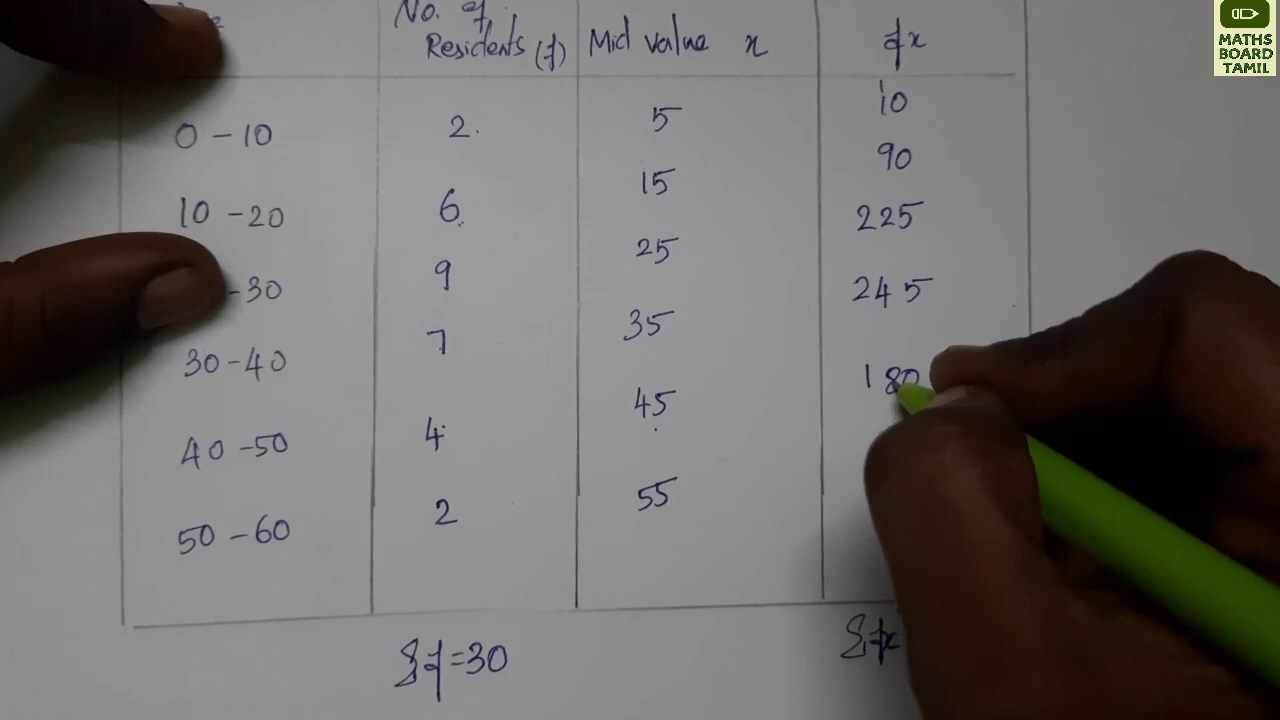 No. of
Residents (f) Mid value x fx
0 - 10 2 5 10
10 - 20 6 15 90
- 30 9 25 225
30 - 40 7 35 245
40 - 50 4 45 180
50 - 60 2 55
Σf = 30 Σfx
MATHS
BOARD
TAMIL